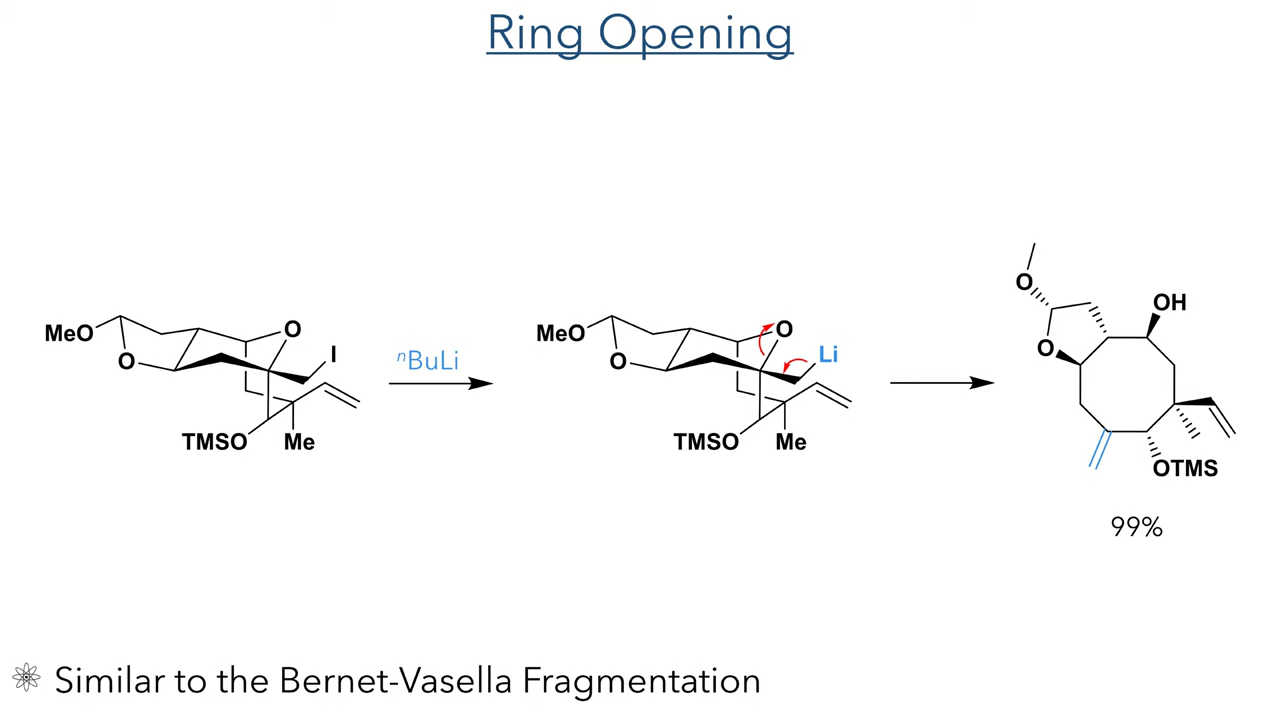 Ring Opening
MeO
O
O
I
TMSO
Me
ⁿBuLi
MeO
O
O
Li
TMSO
Me
O
O
OH
OTMS
99%
Similar to the Bernet-Vasella Fragmentation